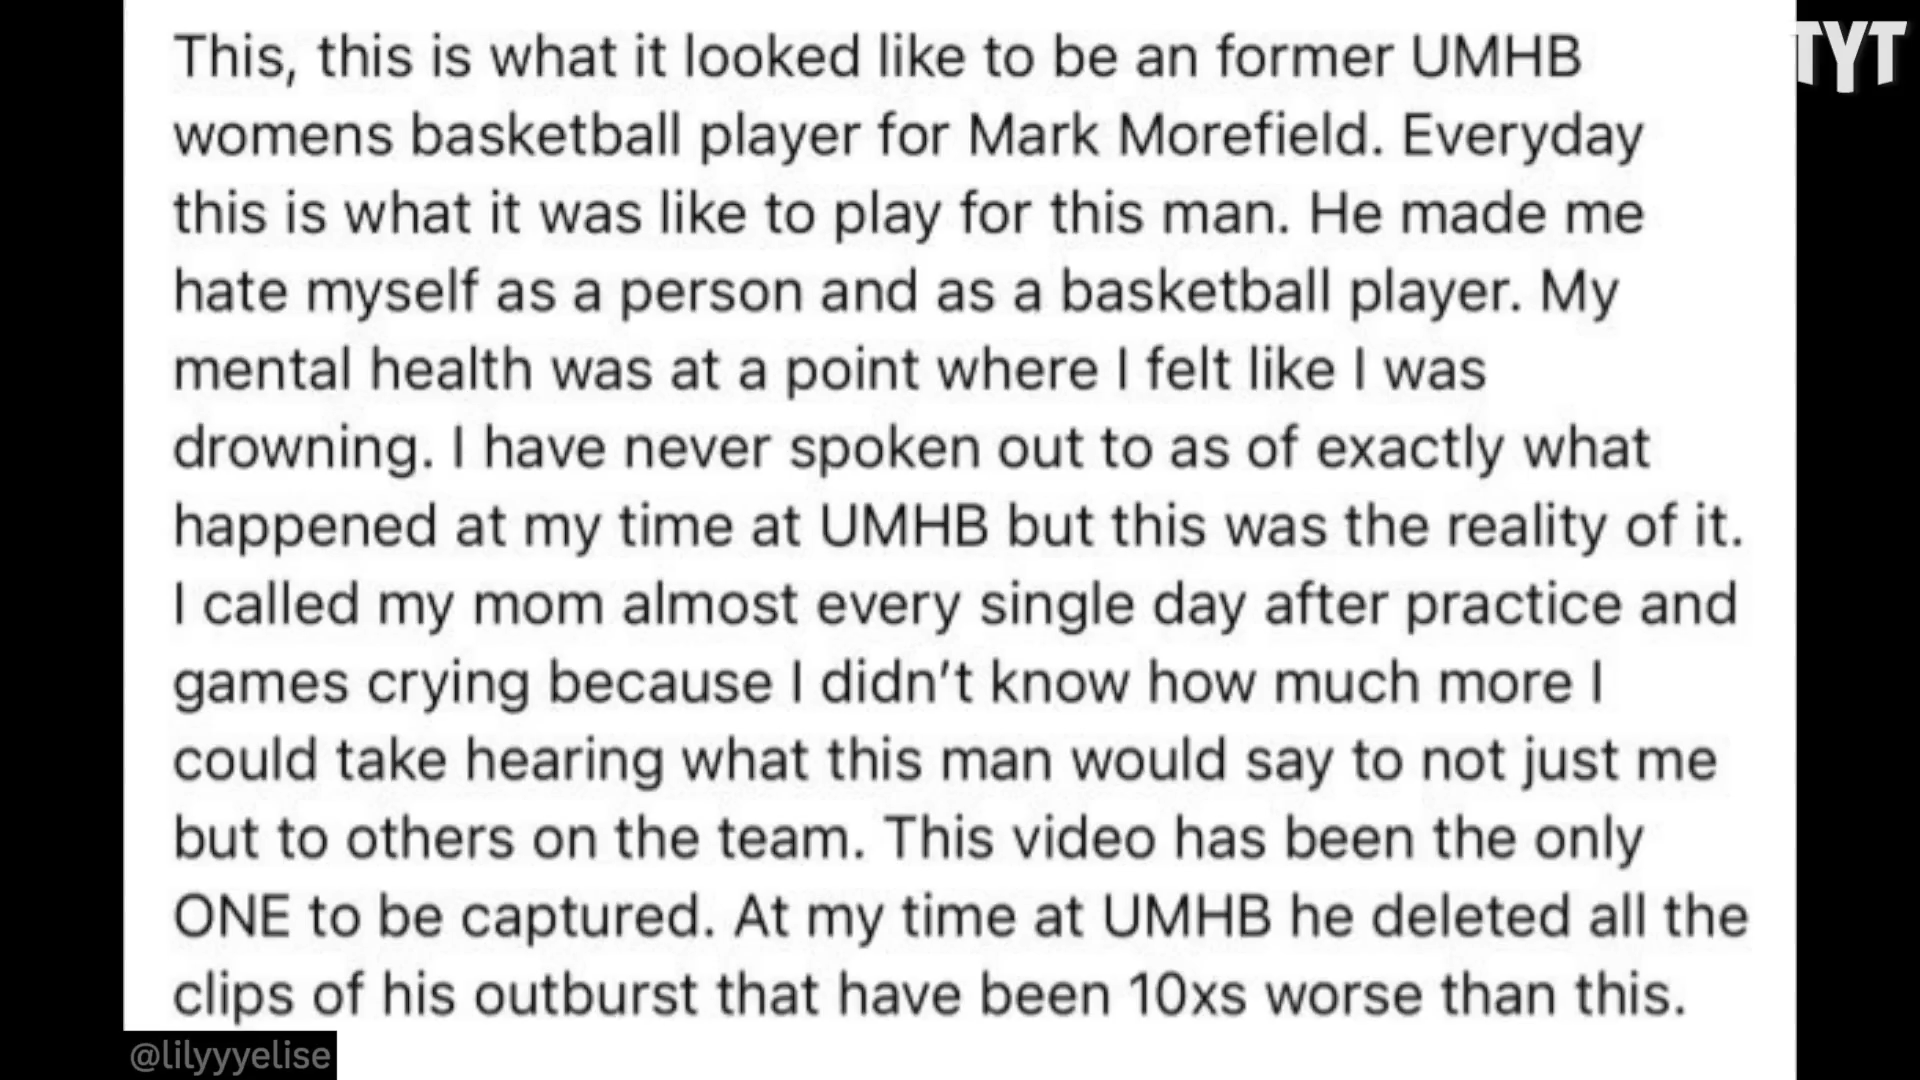 This, this is what it looked like to be an former UMHB
womens basketball player for Mark Morefield. Everyday
this is what it was like to play for this man. He made me
hate myself as a person and as a basketball player. My
mental health was at a point where I felt like I was
drowning. I have never spoken out to as of exactly what
happened at my time at UMHB but this was the reality of it.
I called my mom almost every single day after practice and
games crying because I didn’t know how much more I
could take hearing what this man would say to not just me
but to others on the team. This video has been the only
ONE to be captured. At my time at UMHB he deleted all the
clips of his outburst that have been 10xs worse than this.
@lilyyyelise
TYT